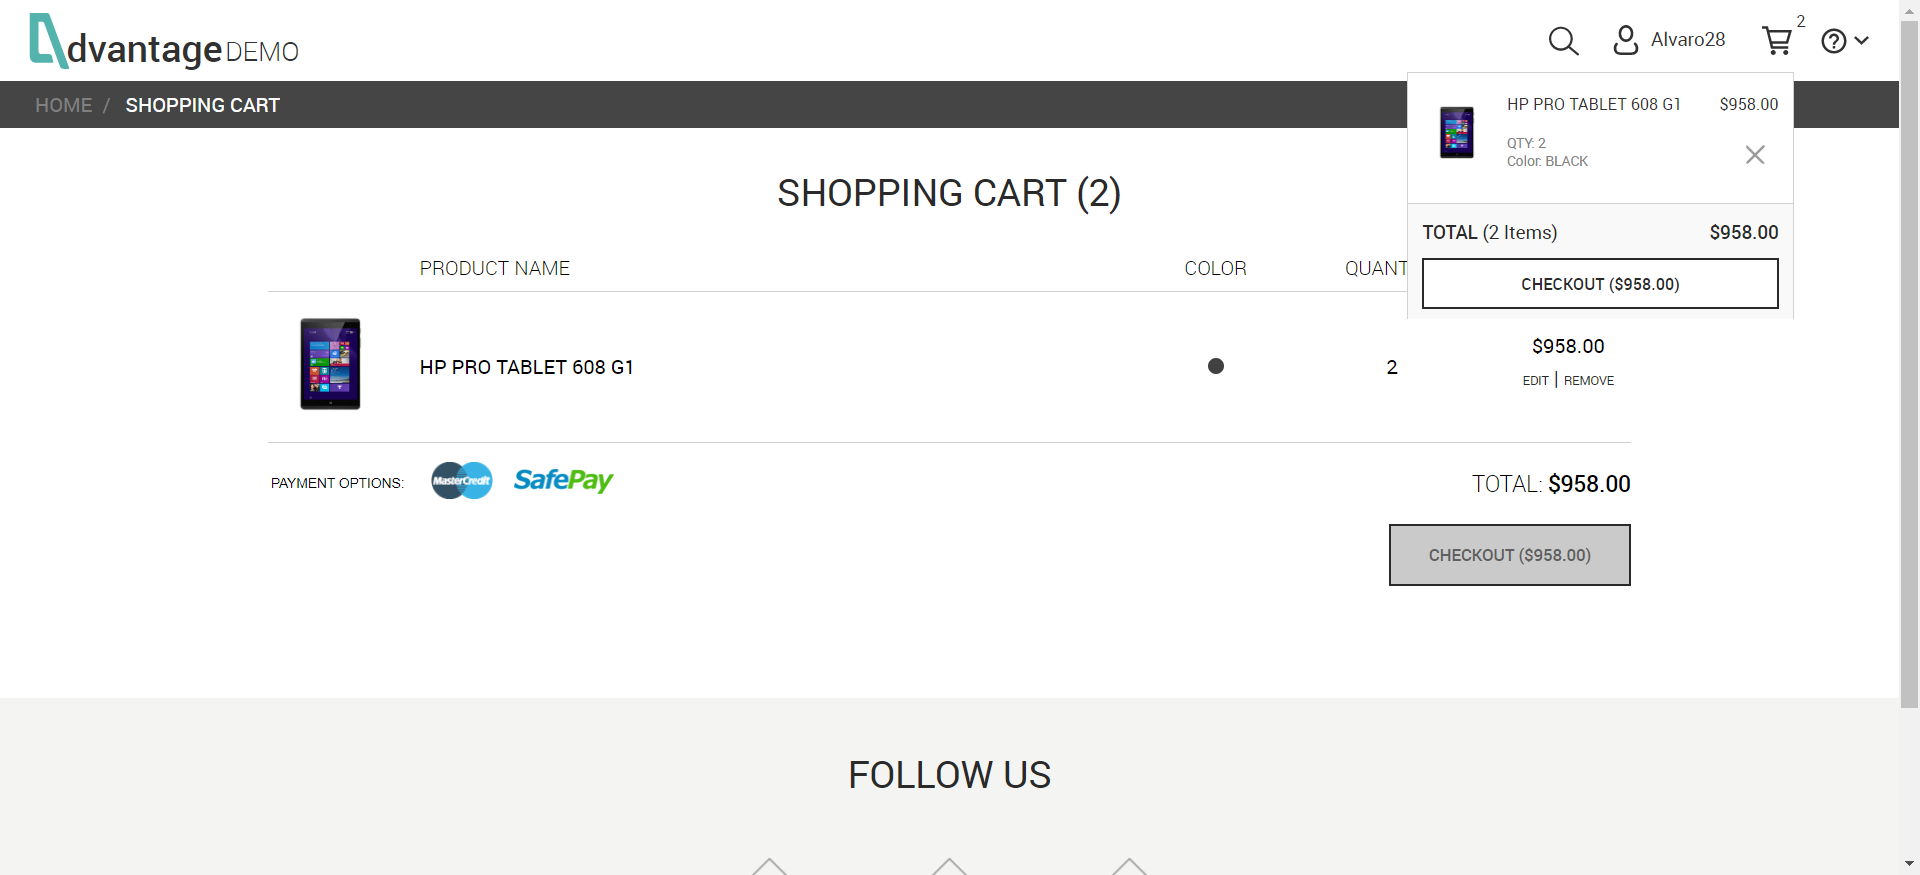 dvantage DEMO
Alvaro28
2
HOME / SHOPPING CART
HP PRO TABLET 608 G1 $958.00
QTY: 2
Color: BLACK
TOTAL (2 Items) $958.00
CHECKOUT ($958.00)
SHOPPING CART (2)
PRODUCT NAME COLOR QUANT
HP PRO TABLET 608 G1 2 $958.00
EDIT | REMOVE
PAYMENT OPTIONS: MasterCredit SafePay
TOTAL: $958.00
CHECKOUT ($958.00)
FOLLOW US